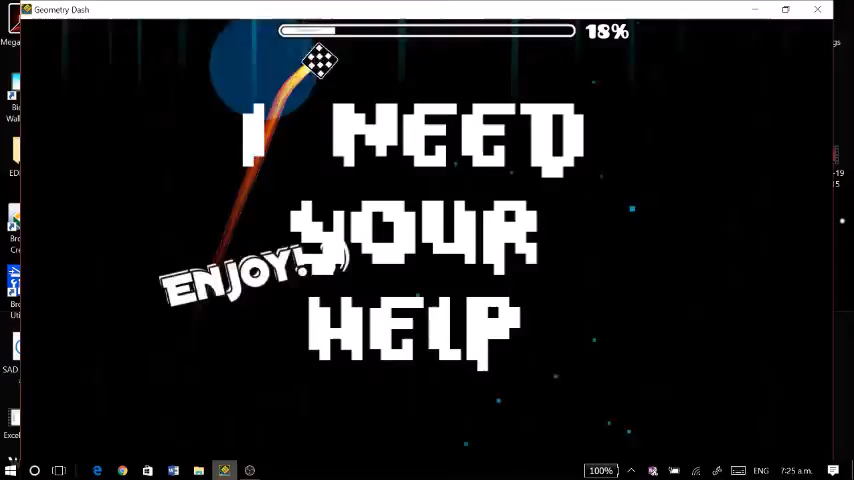 Geometry Dash
18%
I NEED
YOUR
ENJOY! :)
HELP
100%
ENG
7:25 a.m.